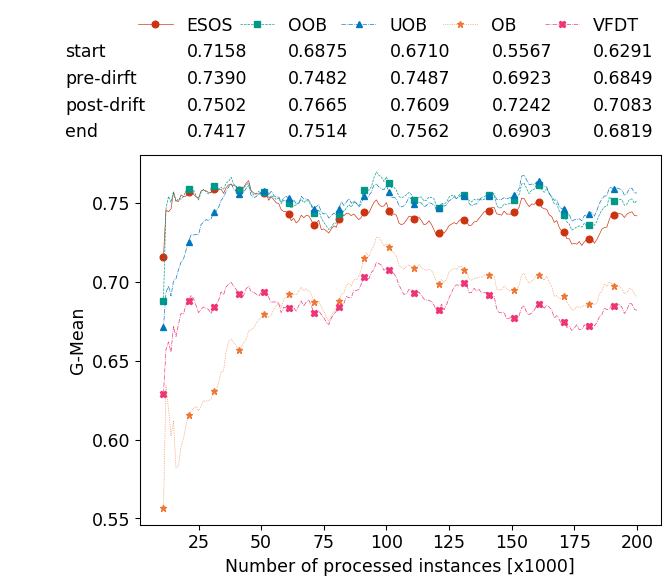 ESOS OOB UOB OB VFDT
start 0.7158 0.6875 0.6710 0.5567 0.6291
pre-dirft 0.7390 0.7482 0.7487 0.6923 0.6849
post-drift 0.7502 0.7665 0.7609 0.7242 0.7083
end 0.7417 0.7514 0.7562 0.6903 0.6819
0.75
0.70
0.65
0.60
0.55
G-Mean
25 50 75 100 125 150 175 200
Number of processed instances [x1000]